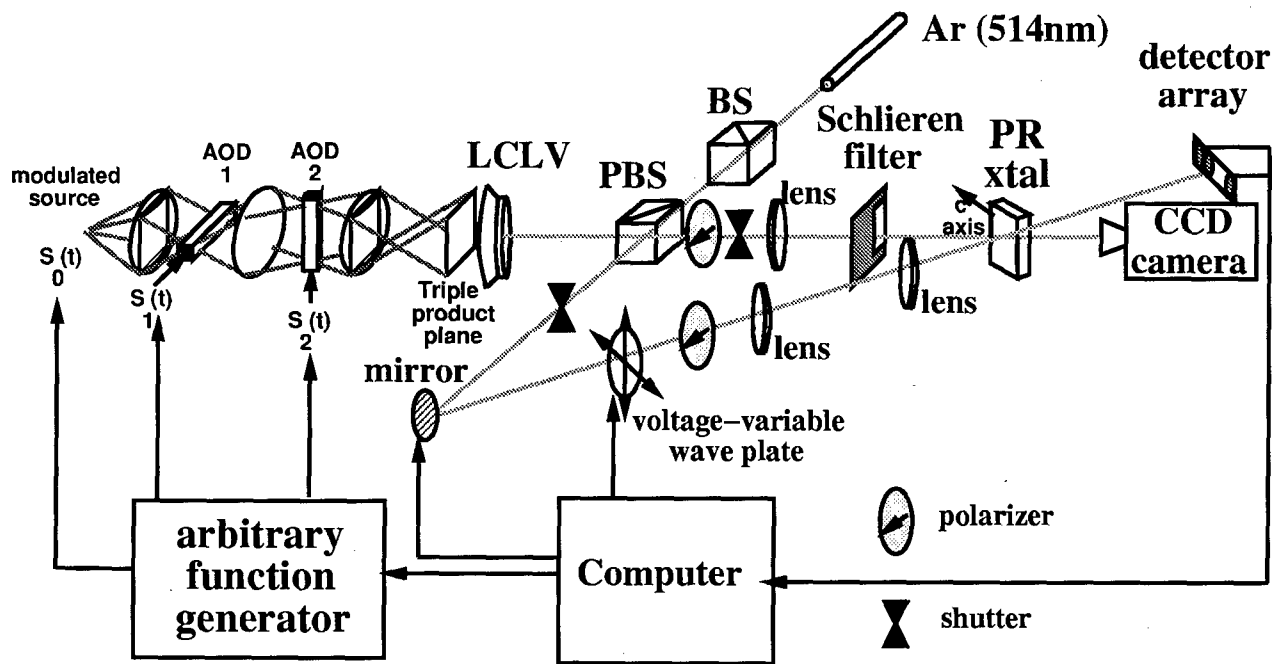 Ar (514nm)
detector
array
BS
Schlieren
filter
PR
xtal
LCLV
PBS
lens
AOD
1
AOD
2
modulated
source
c
axis
CCD
camera
S (t)
0
S (t)
1
S (t)
2
Triple
product
plane
lens
lens
mirror
voltage–variable
wave plate
arbitrary
function
generator
Computer
polarizer
shutter